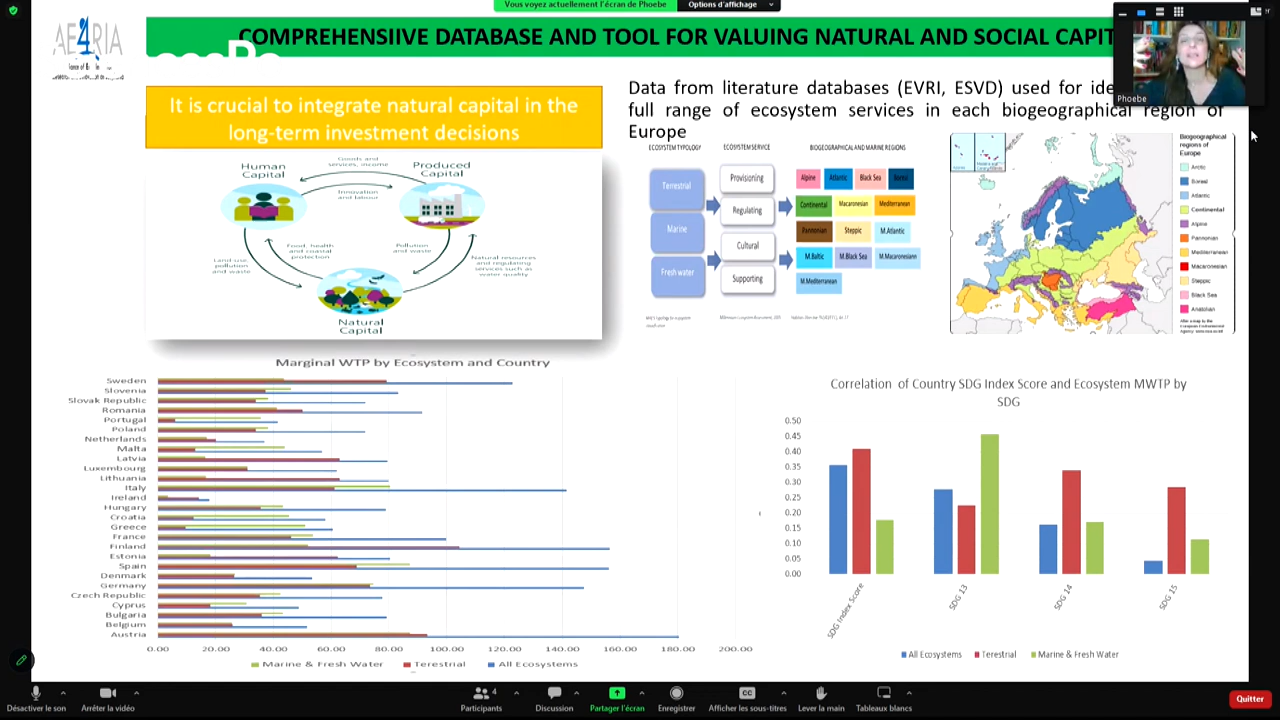 Vous voyez actuellement l'écran de Phoebe
Options d'affichage
COMPREHENSIIVE DATABASE AND TOOL FOR VALUING NATURAL AND SOCIAL CAPIT
AE4RIA
Phoebe
It is crucial to integrate natural capital in the
long-term investment decisions
Data from literature databases (EVRI, ESVD) used for ide
full range of ecosystem services in each biogeographical region of
Europe
Human
Capital
Goods and
services, income
Produced
Capital
Innovation
and labour
Land use,
pollution
and waste
Food, health
and coastal
protection
Pollution
and waste
Natural resources
and regulating
services such as
water quality
Natural
Capital
ECOSYSTEM TYPOLOGY
ECOSYSTEM SERVICE
BIOGEOGRAPHICAL AND MARINE REGIONS
Terrestrial
Marine
Fresh water
Provisioning
Regulating
Cultural
Supporting
Alpine
Atlantic
Black Sea
Boreal
Continental
Macaronesian
Mediterranean
Pannonian
Steppic
M.Atlantic
M.Baltic
M.Black Sea
M.Macaronesiann
M.Mediterranean
Biogeographical
regions of
Europe
Arctic
Boreal
Atlantic
Continental
Alpine
Pannonian
Mediterranean
Macaronesian
Steppic
Black Sea
Anatolian
Marginal WTP by Ecosystem and Country
Sweden
Slovenia
Slovak Republic
Romania
Portugal
Poland
Netherlands
Malta
Latvia
Luxembourg
Lithuania
Italy
Ireland
Hungary
Croatia
Greece
France
Finland
Estonia
Spain
Denmark
Germany
Czech Republic
Cyprus
Bulgaria
Belgium
Austria
0.00 20.00 40.00 60.00 80.00 100.00 120.00 140.00 160.00 180.00 200.00
Marine & Fresh Water
Terestrial
All Ecosystems
Correlation of Country SDG Index Score and Ecosystem MWTP by
SDG
0.50
0.45
0.40
0.35
0.30
0.25
0.20
0.15
0.10
0.05
0.00
SDG Index Score
SDG 13
SDG 14
SDG 15
All Ecosystems
Terestrial
Marine & Fresh Water
Désactiver le son
Arrêter la vidéo
4
Participants
Discussion
Partager l'écran
Enregistrer
CC
Afficher les sous-titres
Lever la main
Tableaux blancs
Quitter